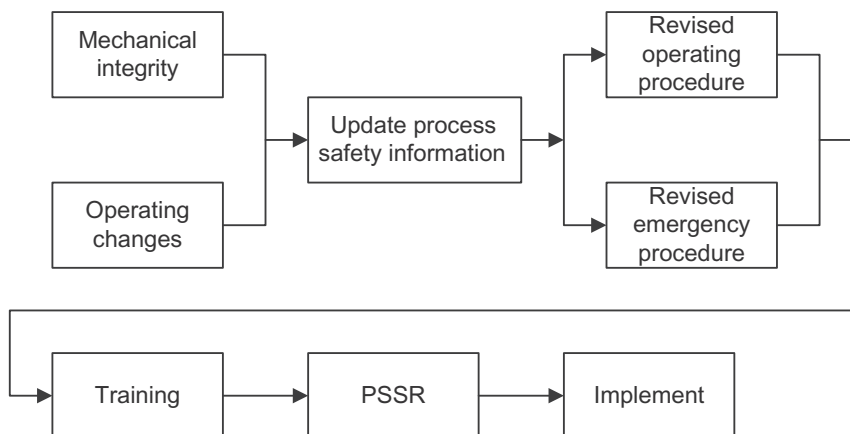 Mechanical
integrity
Operating
changes
Update process
safety information
Revised
operating
procedure
Revised
emergency
procedure
Training
PSSR
Implement